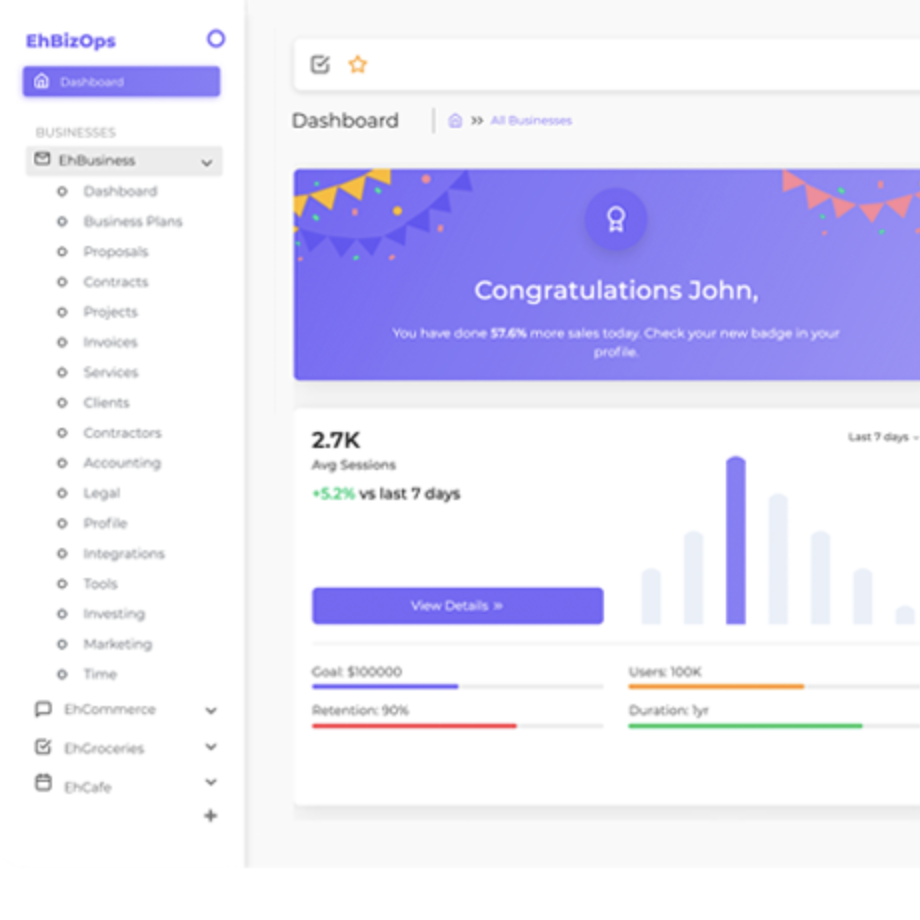 EhBizOps
Dashboard
BUSINESSES
EhBusiness
Dashboard
Business Plans
Proposals
Contracts
Projects
Invoices
Services
Clients
Contractors
Accounting
Legal
Profile
Integrations
Tools
Investing
Marketing
Time
EhCommerce
EhGroceries
EhCafe
Dashboard
All Businesses
Congratulations John,
You have done 57.6% more sales today. Check your new badge in your
profile.
2.7K
Last 7 days
Avg Sessions
+5.2% vs last 7 days
View Details »
Goal: $100000
Users: 100K
Retention: 90%
Duration: 1yr